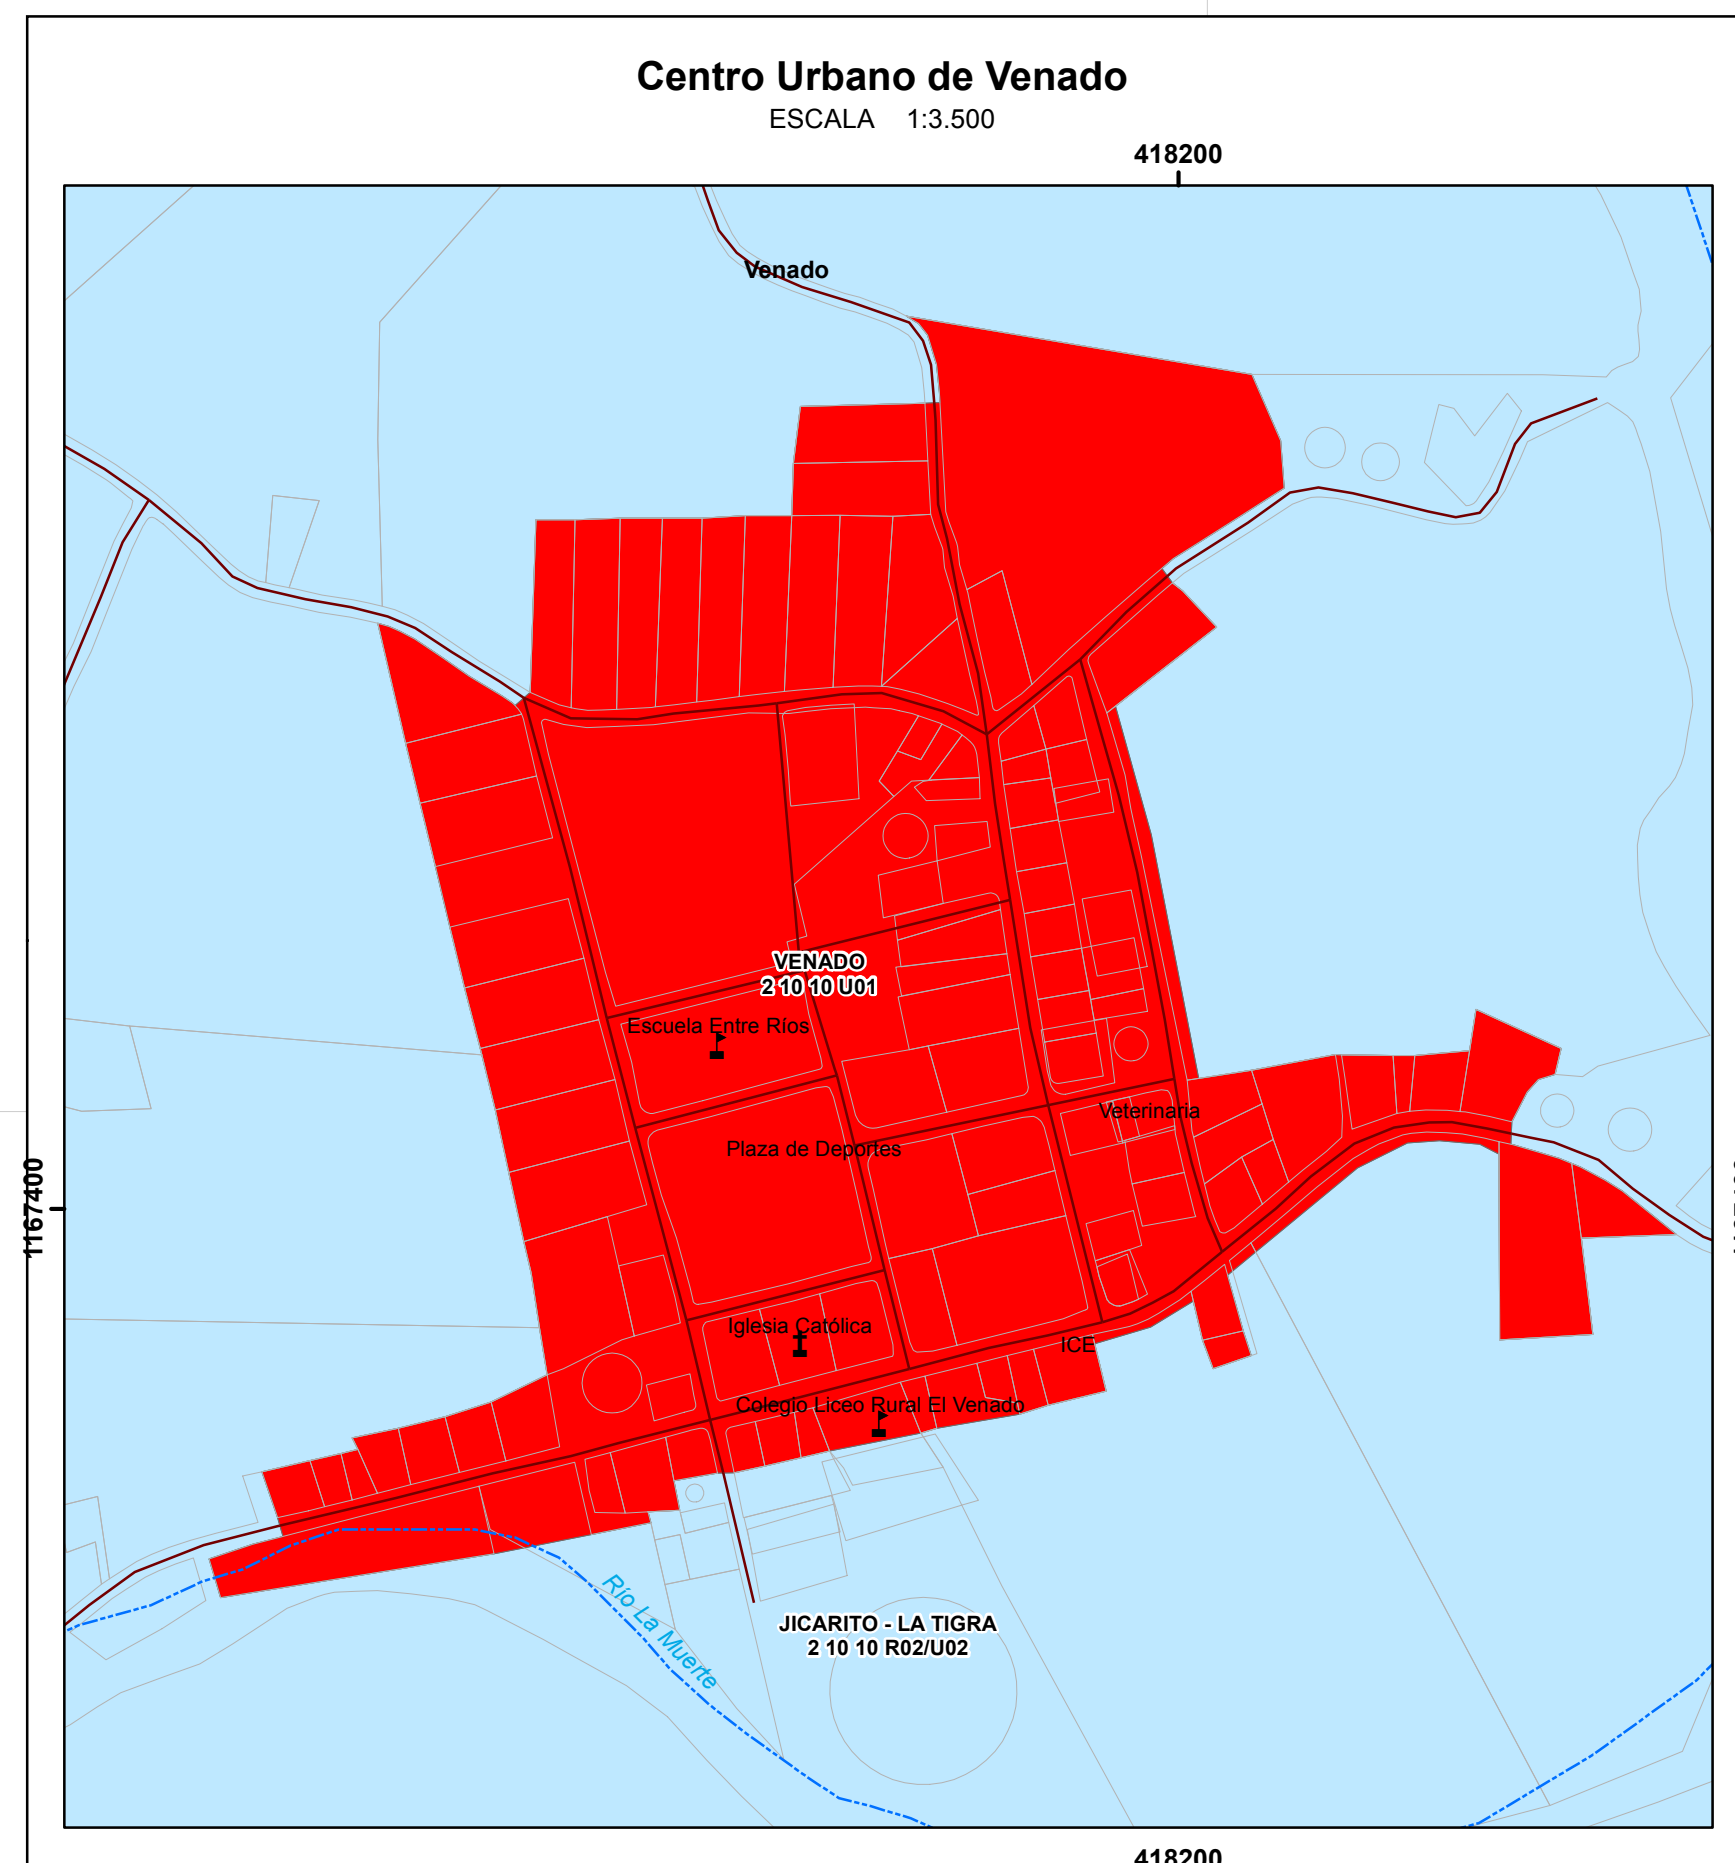 Centro Urbano de Venado
ESCALA 1:3.500
418200
Venado
VENADO
2 10 10 U01
Escuela Entre Ríos
Veterinaria
Plaza de Deportes
1167400
Iglesia Católica
ICE
Colegio Liceo Rural El Venado
Río La Muerte
JICARITO - LA TIGRA
2 10 10 R02/U02
418200